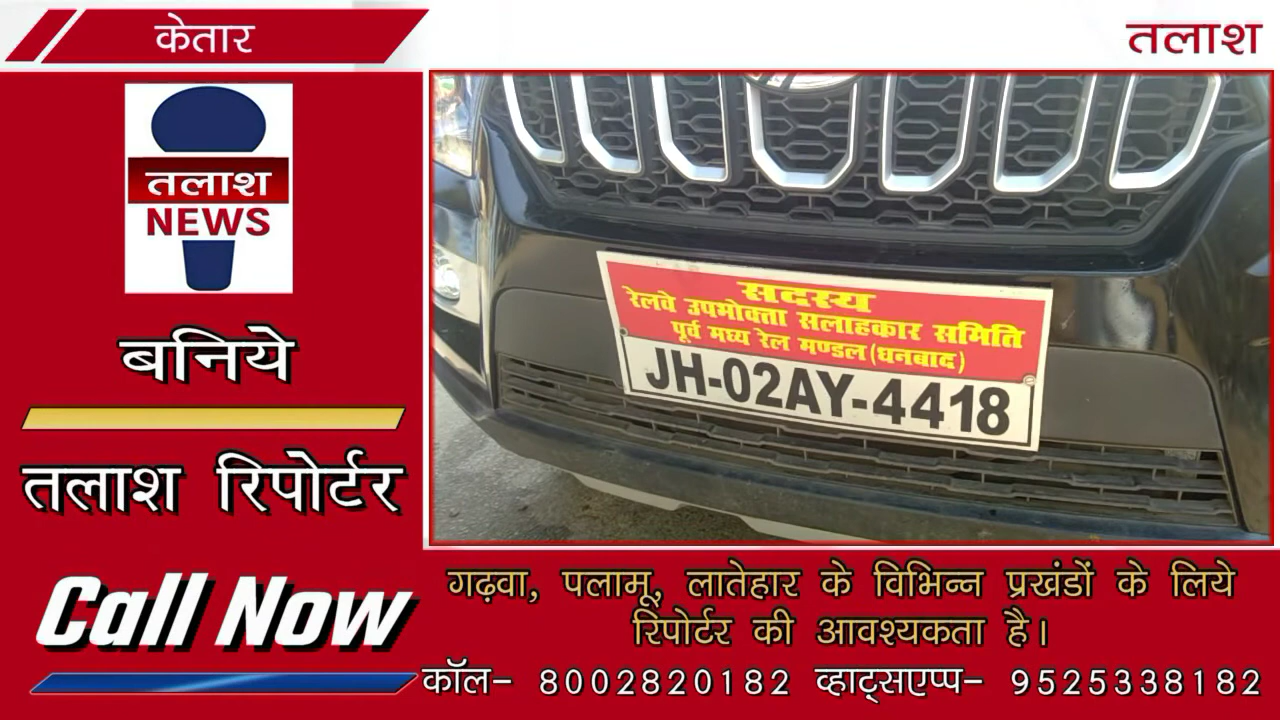 केतार
तलाश
तलाश
NEWS
बनिये
तलाश रिपोर्टर
Call Now
सदस्य
रेलवे उपभोक्ता सलाहकार समिति
पूर्व मध्य रेल मण्डल (धनबाद)
JH-02AY-4418
गढ़वा, पलामू, लातेहार के विभिन्न प्रखंडों के लिये
रिपोर्टर की आवश्यकता है।
कॉल- 8002820182 व्हाट्सएप्प- 9525338182